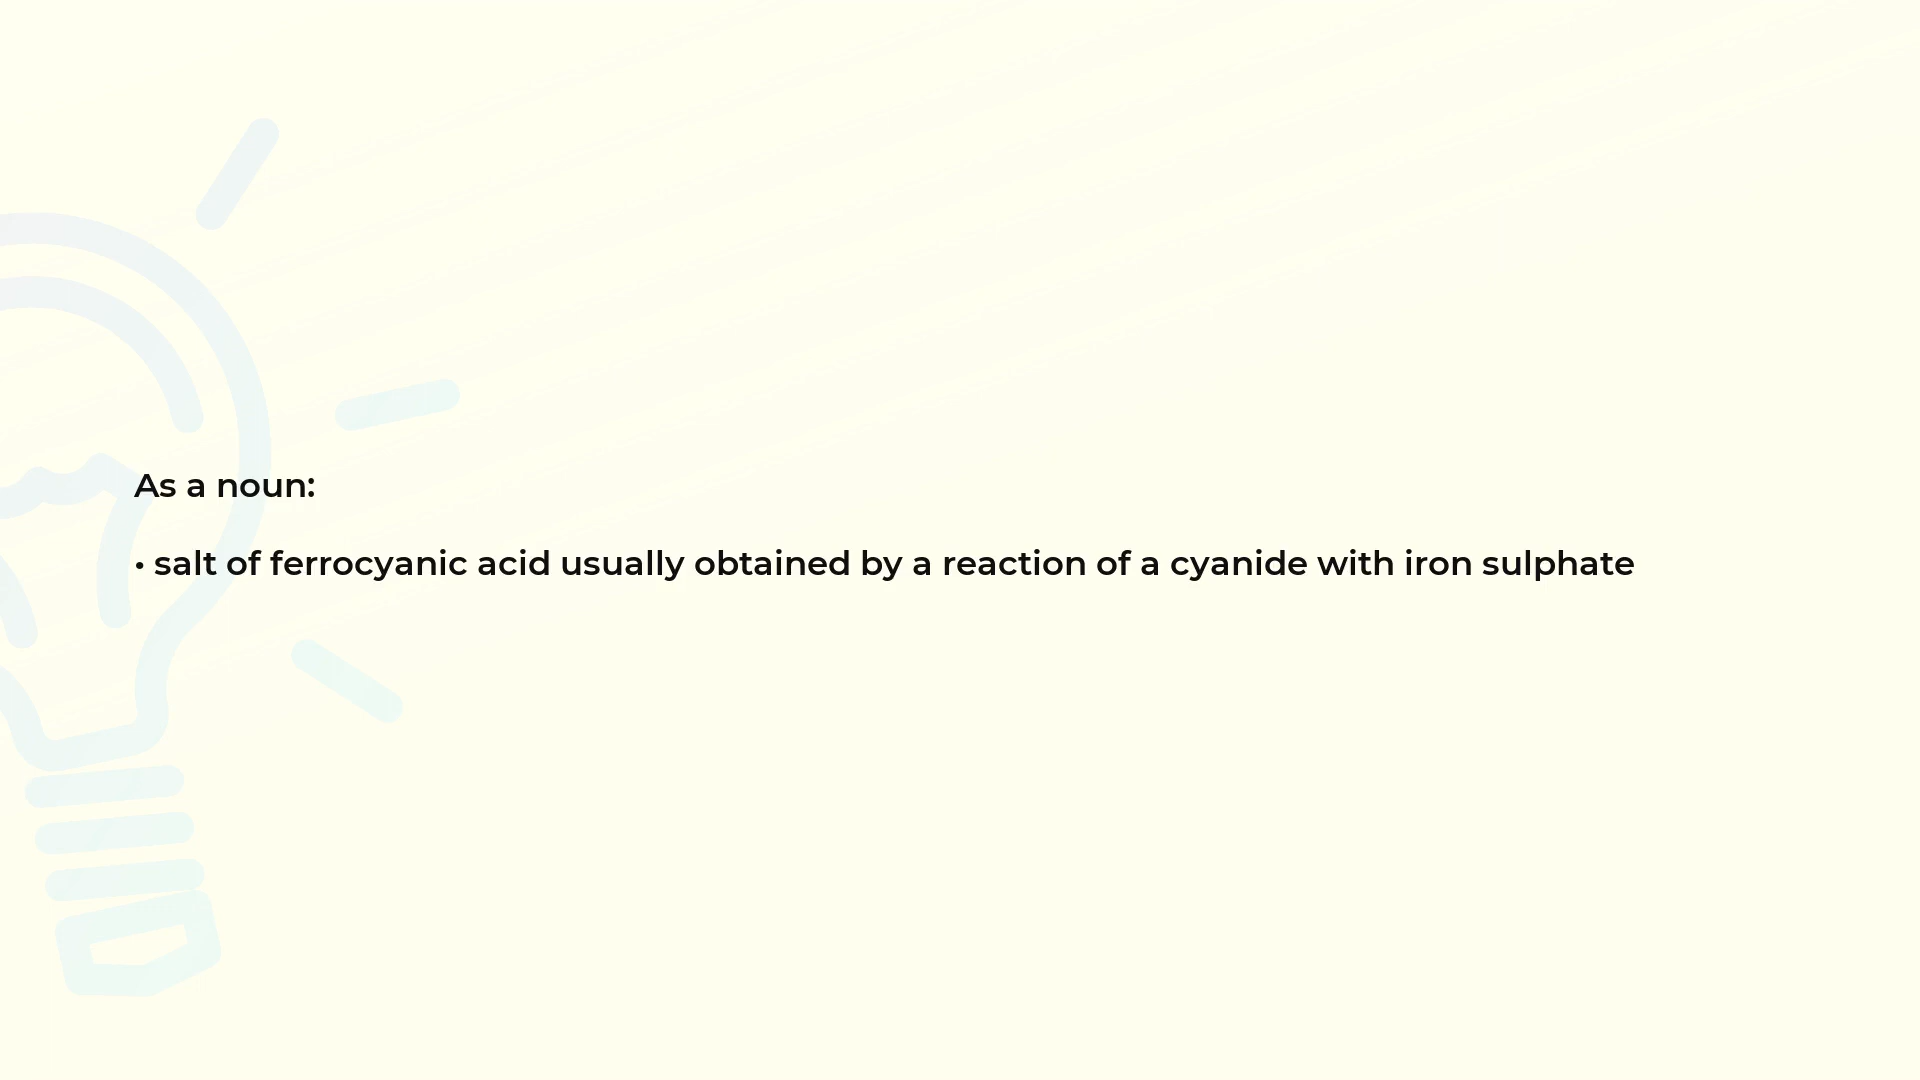 As a noun:
• salt of ferrocyanic acid usually obtained by a reaction of a cyanide with iron sulphate